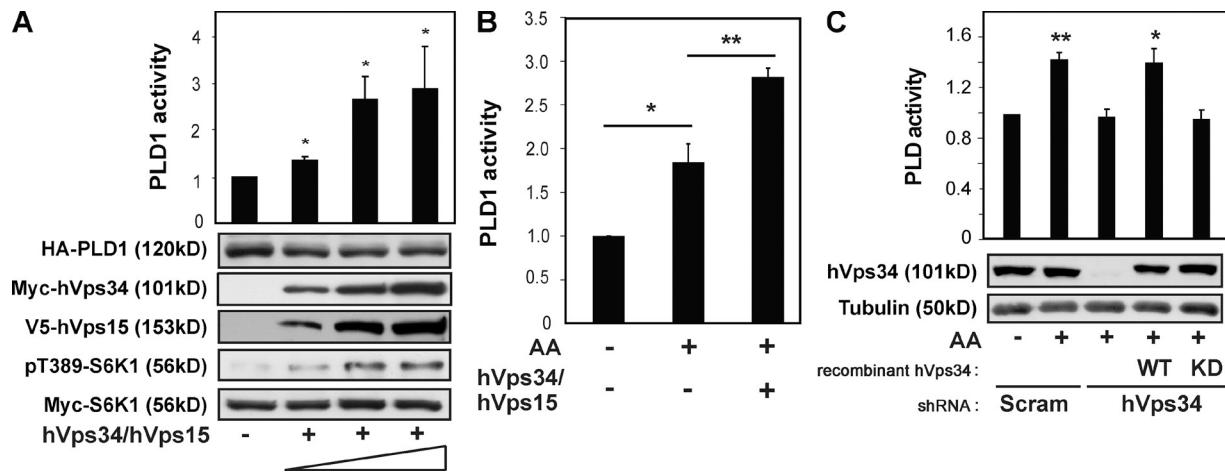 A
PLD1 activity
4
3
2
1
0
* * * *
HA-PLD1 (120kD)
Myc-hVps34 (101kD)
V5-hVps15 (153kD)
pT389-S6K1 (56kD)
Myc-S6K1 (56kD)
hVps34/hVps15 - + + +
B
PLD1 activity
3.5
3.0
2.5
2.0
1.5
1.0
0.5
0.0
*
**
AA - + +
hVps34/
hVps15 - - +
C
PLD activity
1.6
1.2
0.8
0.4
0
** *
hVps34 (101kD)
Tubulin (50kD)
AA - + + + +
recombinant hVps34 : WT KD
shRNA : Scram hVps34